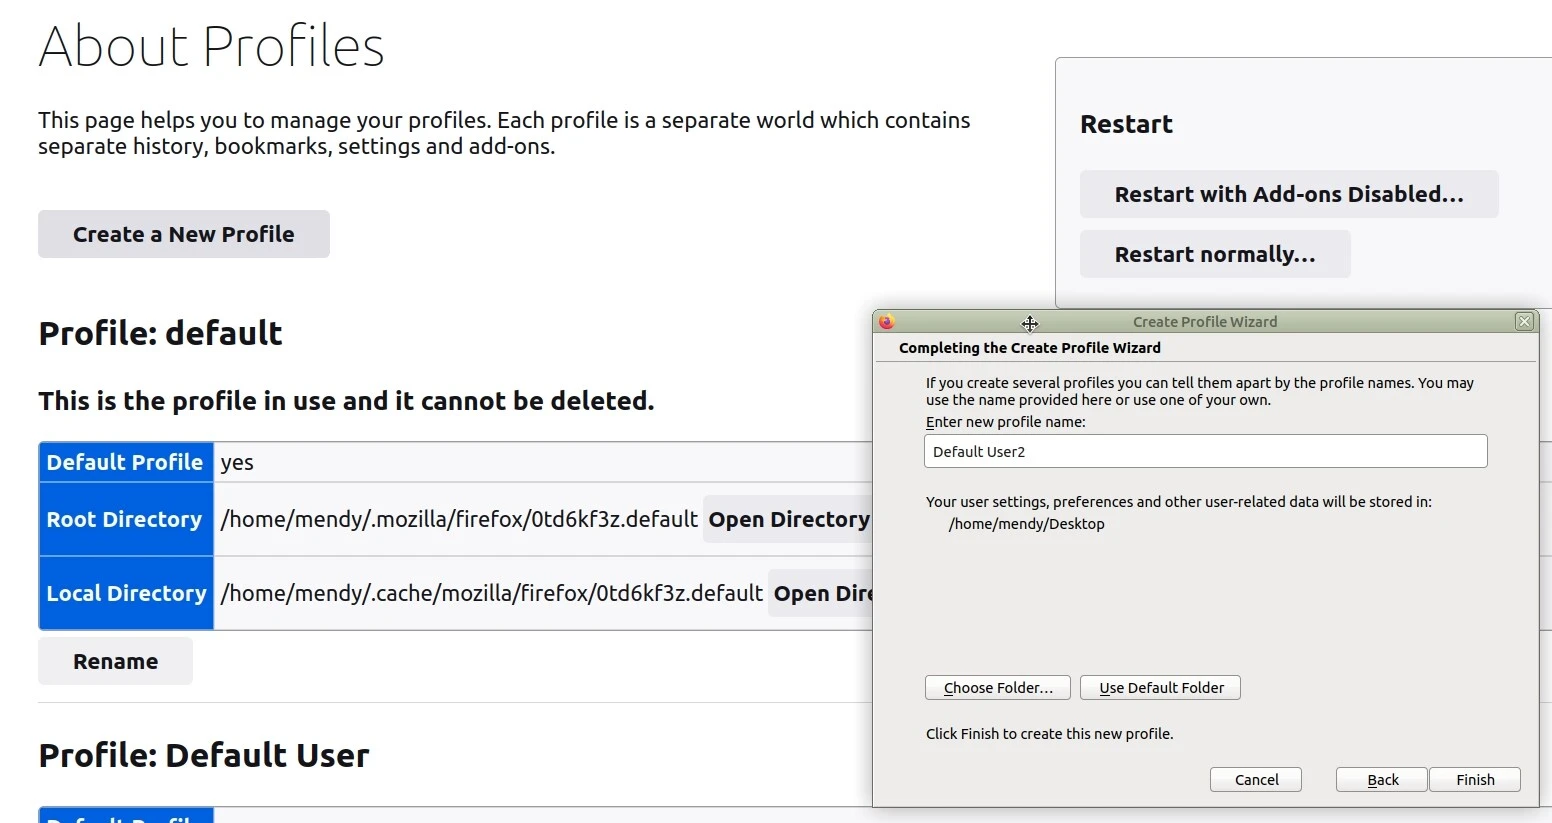 About Profiles
This page helps you to manage your profiles. Each profile is a separate world which contains
separate history, bookmarks, settings and add-ons.
Restart
Restart with Add-ons Disabled…
Restart normally…
Create a New Profile
Profile: default
This is the profile in use and it cannot be deleted.
Default Profile yes
Root Directory /home/mendy/.mozilla/firefox/0td6kf3z.default Open Directory
Local Directory /home/mendy/.cache/mozilla/firefox/0td6kf3z.default Open Dire
Rename
Profile: Default User
Default Profile
Create Profile Wizard
Completing the Create Profile Wizard
If you create several profiles you can tell them apart by the profile names. You may
use the name provided here or use one of your own.
Enter new profile name:
Default User2
Your user settings, preferences and other user-related data will be stored in:
/home/mendy/Desktop
Choose Folder… Use Default Folder
Click Finish to create this new profile.
Cancel Back Finish